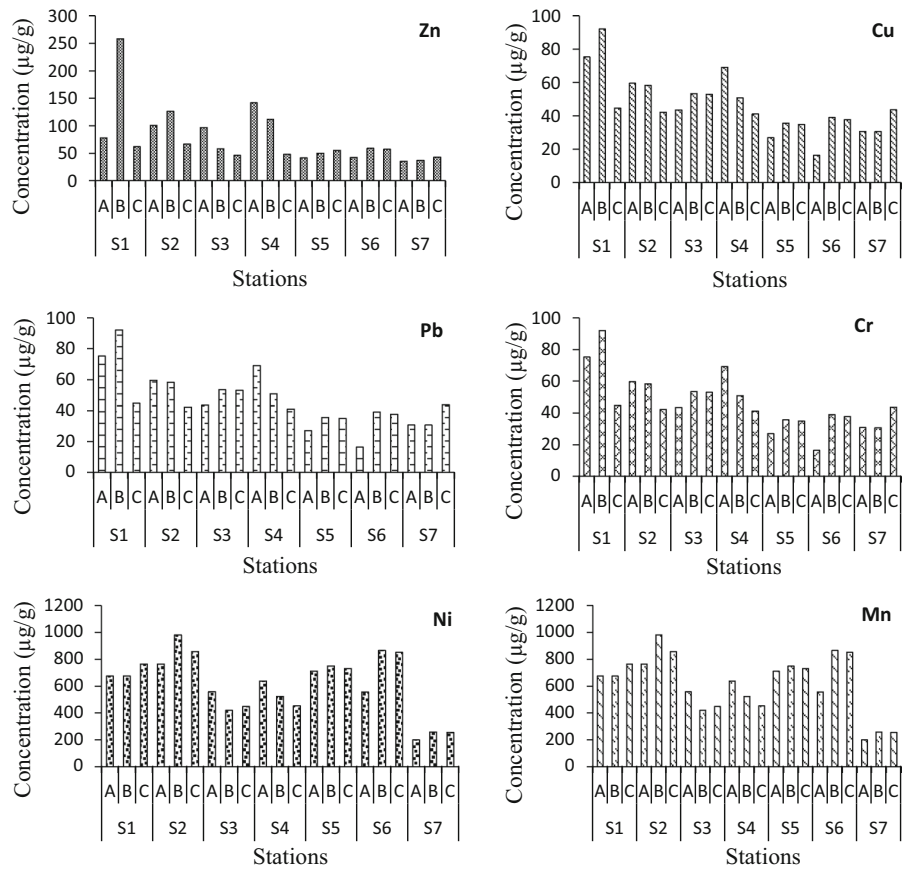 Zn
Concentration (µg/g)
300
250
200
150
100
50
0
A B C A B C A B C A B C A B C A B C A B C
S1 S2 S3 S4 S5 S6 S7
Stations
Cu
Concentration (µg/g)
100
80
60
40
20
0
A B C A B C A B C A B C A B C A B C A B C
S1 S2 S3 S4 S5 S6 S7
Stations
Pb
Concentration (µg/g)
100
80
60
40
20
0
A B C A B C A B C A B C A B C A B C A B C
S1 S2 S3 S4 S5 S6 S7
Stations
Cr
Concentration (µg/g)
100
80
60
40
20
0
A B C A B C A B C A B C A B C A B C A B C
S1 S2 S3 S4 S5 S6 S7
Stations
Ni
Concentration (µg/g)
1200
1000
800
600
400
200
0
A B C A B C A B C A B C A B C A B C A B C
S1 S2 S3 S4 S5 S6 S7
Stations
Mn
Concentration (µg/g)
1200
1000
800
600
400
200
0
A B C A B C A B C A B C A B C A B C A B C
S1 S2 S3 S4 S5 S6 S7
Stations